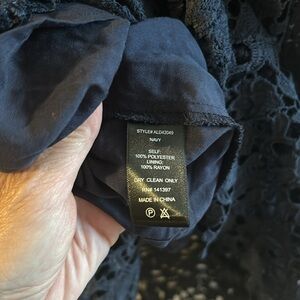 STYLE# ALD43049
NAVY
SELF:
100% POLYESTER
LINING:
100% RAYON
DRY CLEAN ONLY
RN# 141397
MADE IN CHINA
P